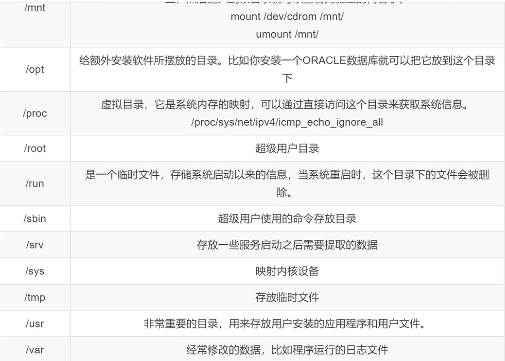 /mnt
mount /dev/cdrom /mnt/
umount /mnt/
/opt
给额外安装软件所摆放的目录。比如你安装一个ORACLE数据库就可以把它放到这个目录
下
/proc
虚拟目录，它是系统内存的映射，可以通过直接访问这个目录来获取系统信息。
/proc/sys/net/ipv4/icmp_echo_ignore_all
/root
超级用户目录
/run
是一个临时文件，存储系统启动以来的信息，当系统重启时，这个目录下的文件会被删
除。
/sbin
超级用户使用的命令存放目录
/srv
存放一些服务启动之后需要提取的数据
/sys
映射内核设备
/tmp
存放临时文件
/usr
非常重要的目录，用来存放用户安装的应用程序和用户文件。
/var
经常修改的数据，比如程序运行的日志文件